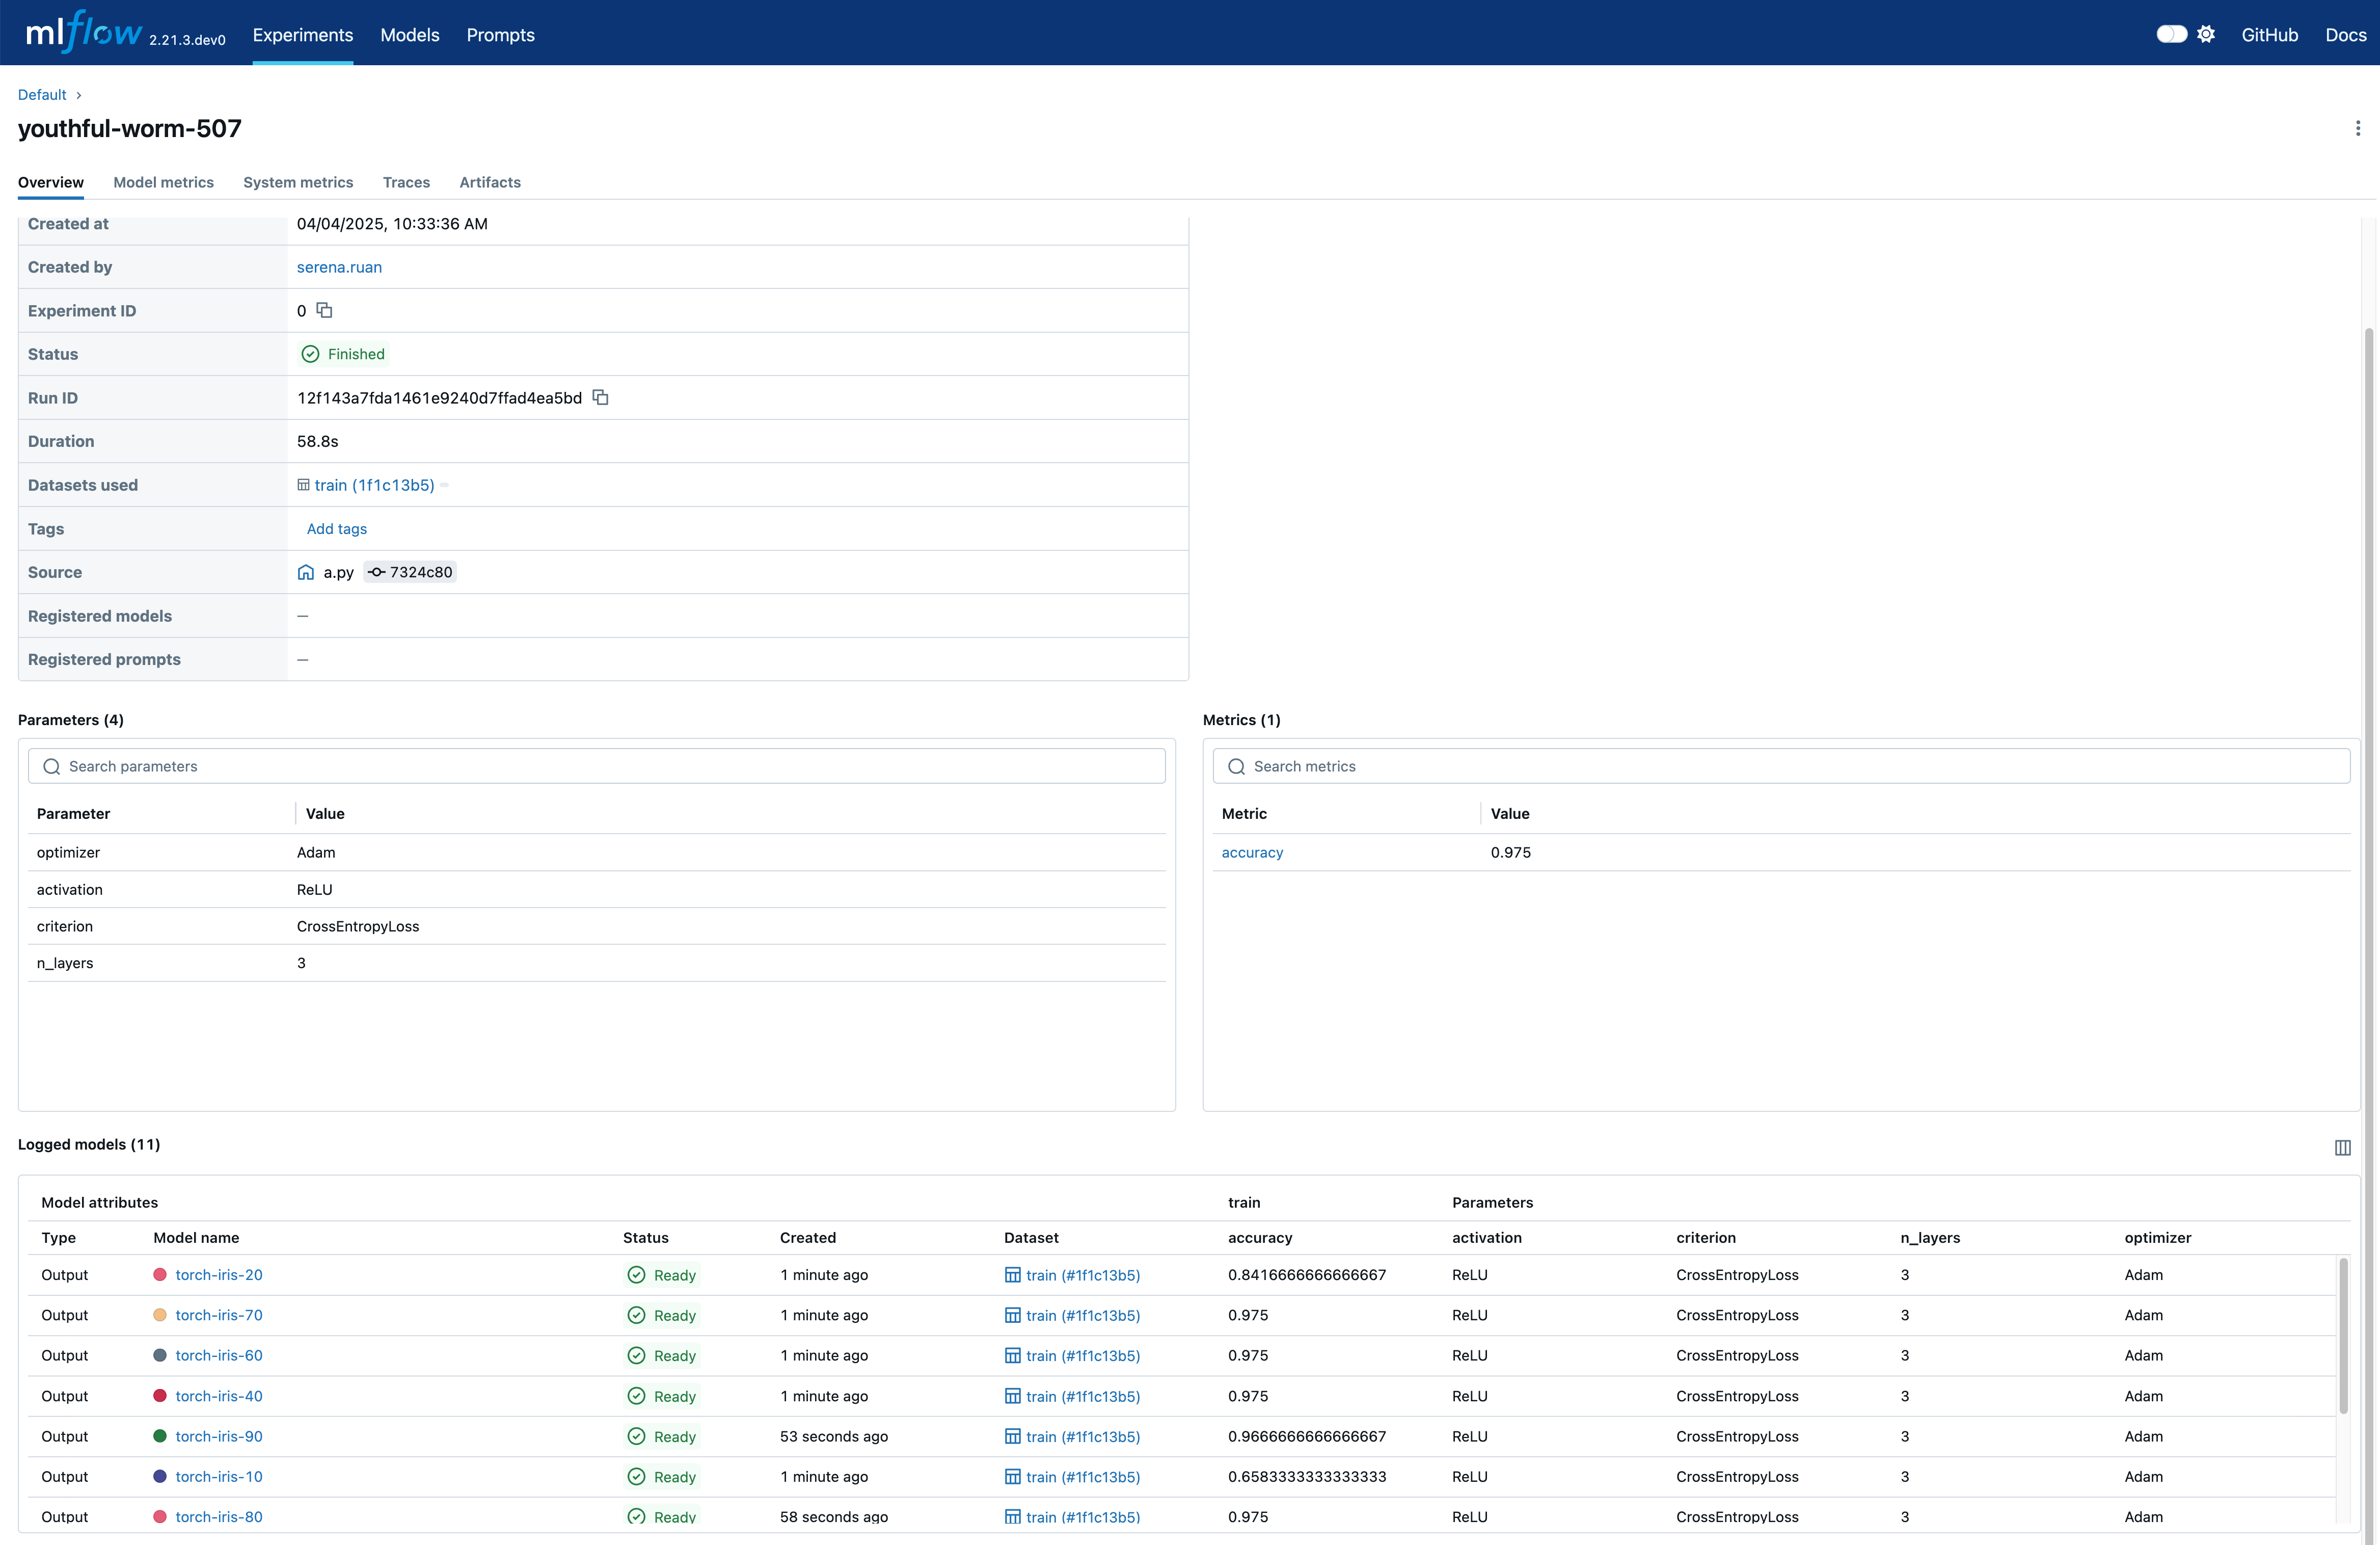 mlflow 2.21.3.dev0 Experiments Models Prompts GitHub Docs
Default
youthful-worm-507
Overview Model metrics System metrics Traces Artifacts
Created at 04/04/2025, 10:33:36 AM
Created by serena.ruan
Experiment ID 0
Status Finished
Run ID 12f143a7fda1461e9240d7ffad4ea5bd
Duration 58.8s
Datasets used train (1f1c13b5)
Tags Add tags
Source a.py 7324c80
Registered models —
Registered prompts —
Parameters (4)
Search parameters
Parameter Value
optimizer Adam
activation ReLU
criterion CrossEntropyLoss
n_layers 3
Metrics (1)
Search metrics
Metric Value
accuracy 0.975
Logged models (11)
Model attributes train Parameters
Type Model name Status Created Dataset accuracy activation criterion n_layers optimizer
Output torch-iris-20 Ready 1 minute ago train (#1f1c13b5) 0.8416666666666667 ReLU CrossEntropyLoss 3 Adam
Output torch-iris-70 Ready 1 minute ago train (#1f1c13b5) 0.975 ReLU CrossEntropyLoss 3 Adam
Output torch-iris-60 Ready 1 minute ago train (#1f1c13b5) 0.975 ReLU CrossEntropyLoss 3 Adam
Output torch-iris-40 Ready 1 minute ago train (#1f1c13b5) 0.975 ReLU CrossEntropyLoss 3 Adam
Output torch-iris-90 Ready 53 seconds ago train (#1f1c13b5) 0.9666666666666667 ReLU CrossEntropyLoss 3 Adam
Output torch-iris-10 Ready 1 minute ago train (#1f1c13b5) 0.6583333333333333 ReLU CrossEntropyLoss 3 Adam
Output torch-iris-80 Ready 58 seconds ago train (#1f1c13b5) 0.975 ReLU CrossEntropyLoss 3 Adam